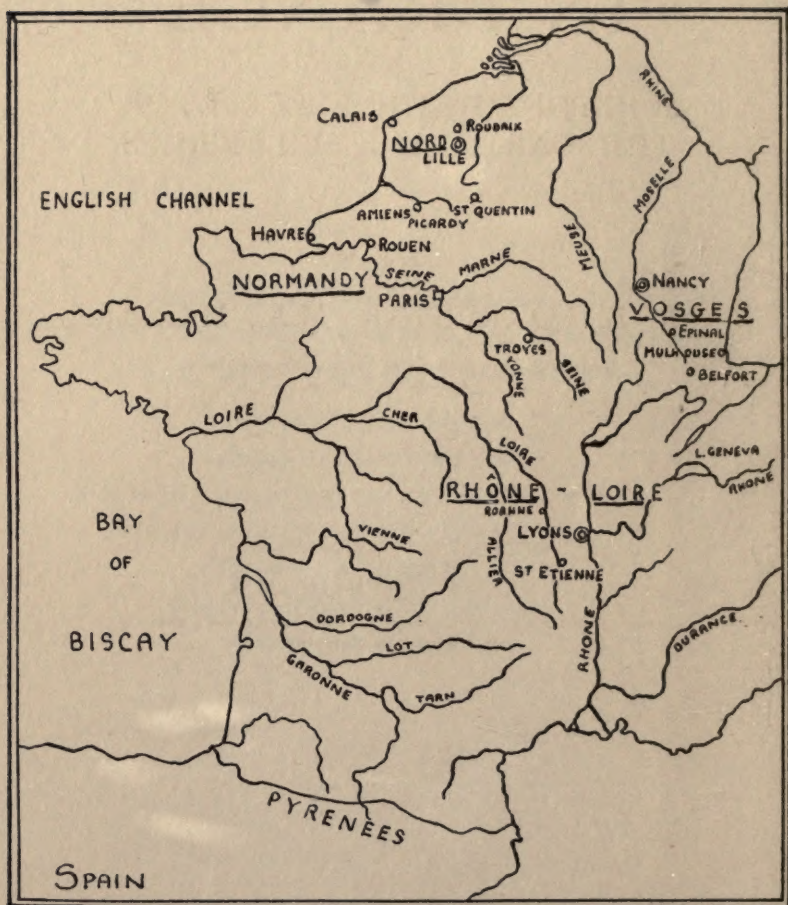 RHINE
CALAIS
ROUBAIX
NORD
LILLE
MOSELLE
ENGLISH CHANNEL
AMIENS
PICARDY
ST QUENTIN
HAVRE
ROUEN
MEUSE
NORMANDY
SEINE
MARNE
PARIS
NANCY
VOSGES
EPINAL
TROYES
MULHOUSE
YONNE
SEINE
BELFORT
LOIRE
CHER
LOIRE
L. GENEVA
RHONE
RHÔNE - LOIRE
ROANNE
BAY
OF
BISCAY
VIENNE
LYONS
ALLIER
ST ETIENNE
DORDOGNE
RHONE
DURANCE
LOT
GARONNE
TARN
PYRENEES
SPAIN